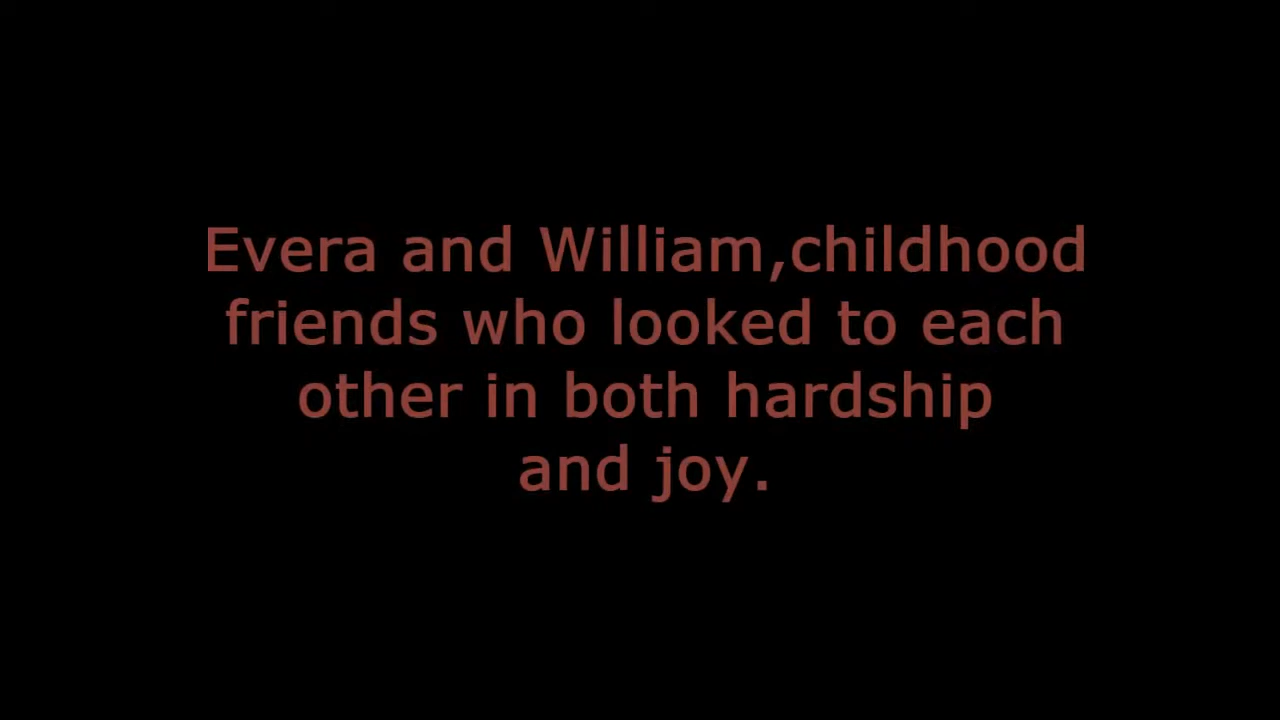 Evera and William,childhood
friends who looked to each
other in both hardship
and joy.